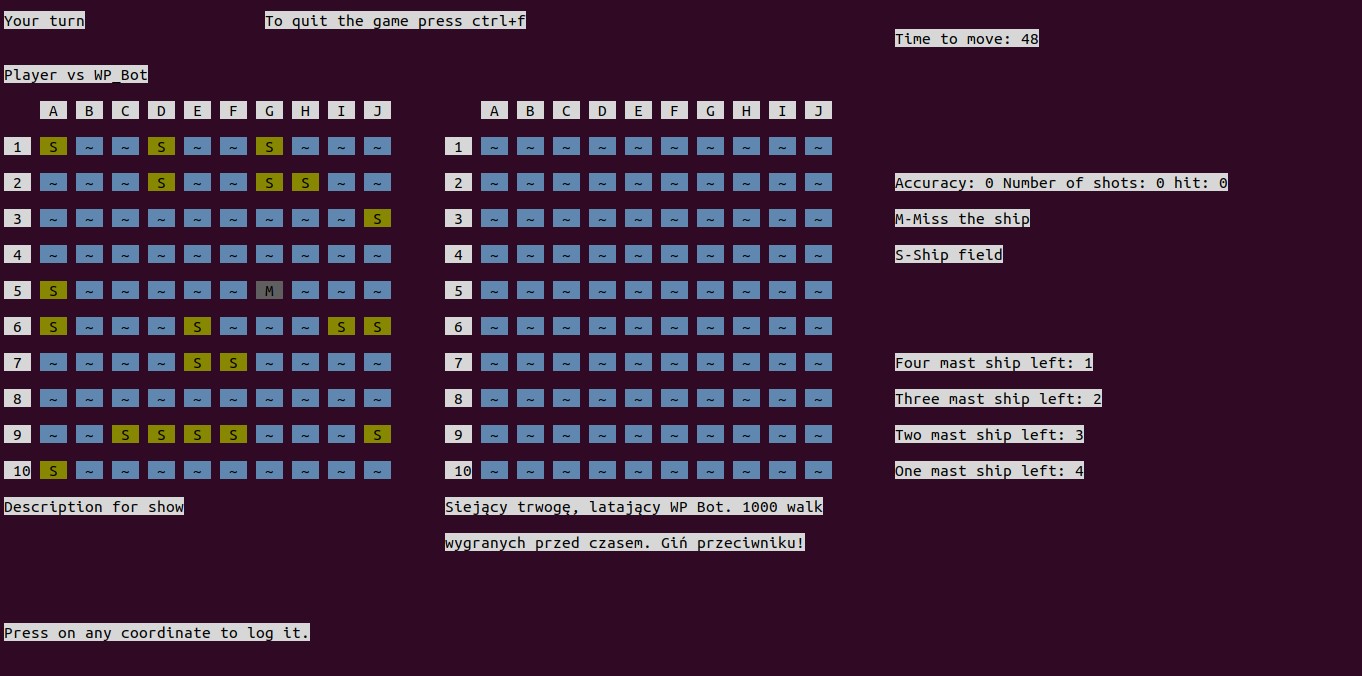 Your turn To quit the game press ctrl+f
Time to move: 48
Player vs WP_Bot
A B C D E F G H I J A B C D E F G H I J
1 S ~ ~ S ~ ~ S ~ ~ ~ 1 ~ ~ ~ ~ ~ ~ ~ ~ ~ ~
2 ~ ~ ~ S ~ ~ S S ~ ~ 2 ~ ~ ~ ~ ~ ~ ~ ~ ~ ~ Accuracy: 0 Number of shots: 0 hit: 0
3 ~ ~ ~ ~ ~ ~ ~ ~ ~ S 3 ~ ~ ~ ~ ~ ~ ~ ~ ~ ~ M-Miss the ship
4 ~ ~ ~ ~ ~ ~ ~ ~ ~ ~ 4 ~ ~ ~ ~ ~ ~ ~ ~ ~ ~ S-Ship field
5 S ~ ~ ~ ~ ~ M ~ ~ ~ 5 ~ ~ ~ ~ ~ ~ ~ ~ ~ ~
6 S ~ ~ ~ S ~ ~ ~ S S 6 ~ ~ ~ ~ ~ ~ ~ ~ ~ ~
7 ~ ~ ~ ~ S S ~ ~ ~ ~ 7 ~ ~ ~ ~ ~ ~ ~ ~ ~ ~ Four mast ship left: 1
8 ~ ~ ~ ~ ~ ~ ~ ~ ~ ~ 8 ~ ~ ~ ~ ~ ~ ~ ~ ~ ~ Three mast ship left: 2
9 ~ ~ S S S S ~ ~ ~ S 9 ~ ~ ~ ~ ~ ~ ~ ~ ~ ~ Two mast ship left: 3
10 S ~ ~ ~ ~ ~ ~ ~ ~ ~ 10 ~ ~ ~ ~ ~ ~ ~ ~ ~ ~ One mast ship left: 4
Description for show Siejący trwogę, latający WP Bot. 1000 walk
wygranych przed czasem. Giń przeciwniku!
Press on any coordinate to log it.